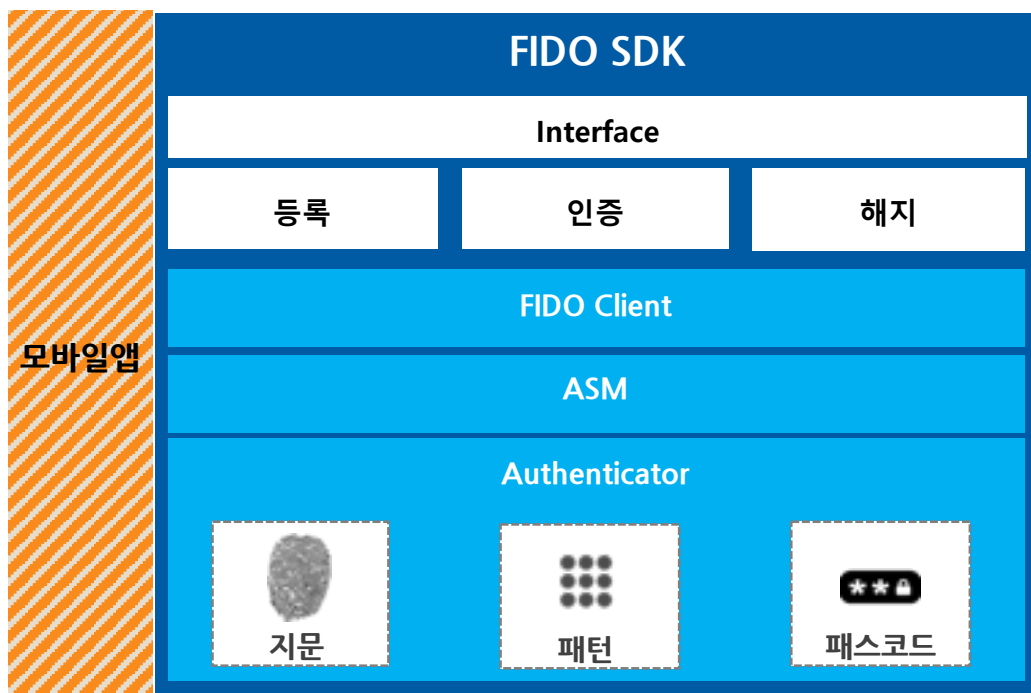 FIDO SDK
Interface
등록
인증
해지
FIDO Client
모바일앱
ASM
Authenticator
지문
패턴
**
패스코드